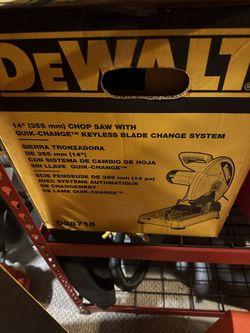 DEWALT
14" (355 mm) CHOP SAW WITH
QUIK-CHANGE™ KEYLESS BLADE CHANGE SYSTEM
SIERRA TRONZADORA
DE 355 mm (14")
CON SISTEMA DE CAMBIO DE HOJA
SIN LLAVE QUIK-CHANGE™
SCIE FENDEUSE DE 355 mm (14 po)
AVEC SYSTÈME AUTOMATIQUE
DE CHANGEMENT
DE LAME QUIK-CHANGE™
D28715